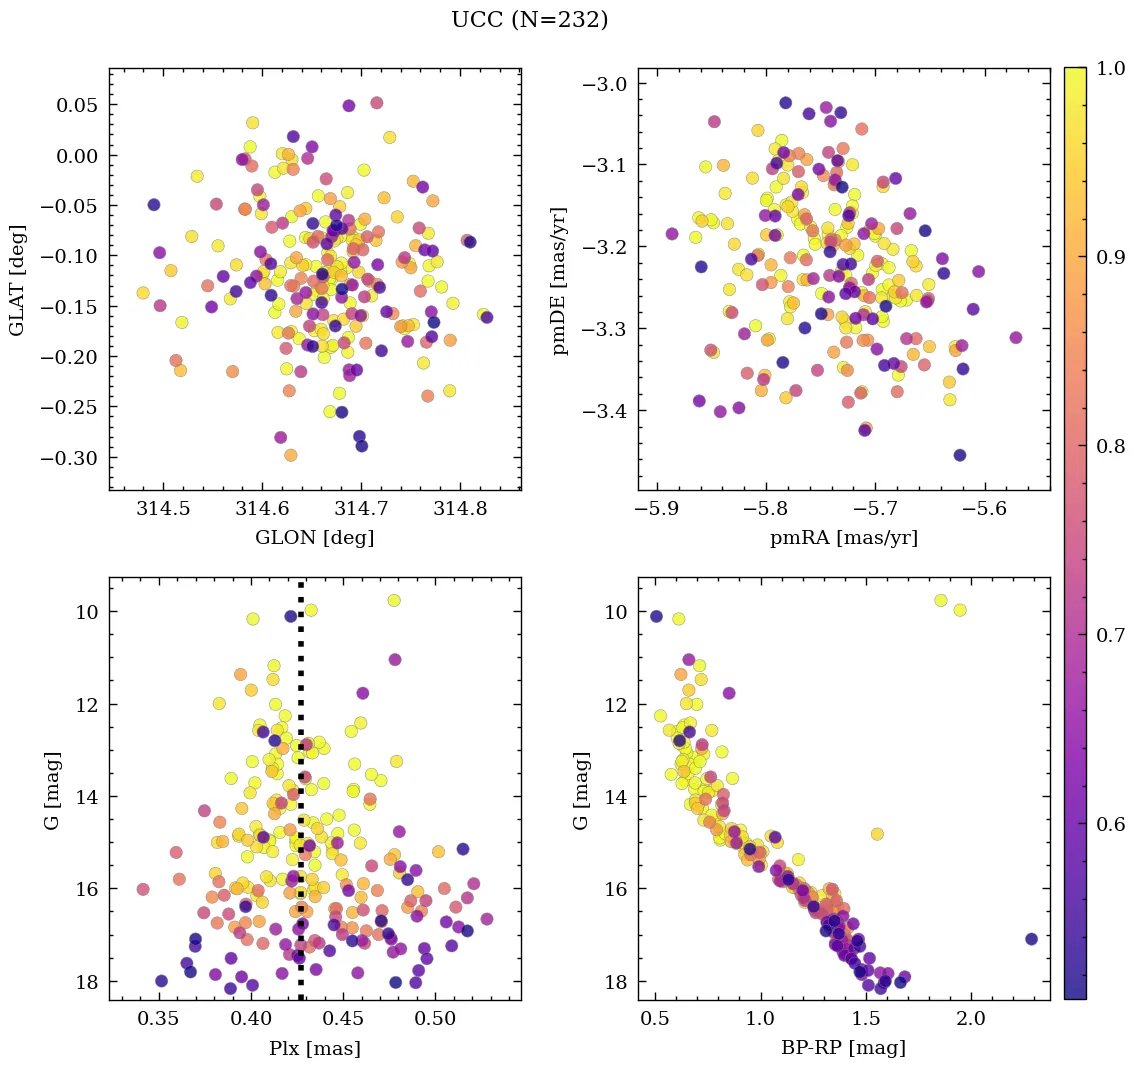 UCC (N=232)
0.05
0.00
−0.05
−0.10
−0.15
−0.20
−0.25
−0.30
GLAT [deg]
314.5 314.6 314.7 314.8
GLON [deg]
−3.0
−3.1
−3.2
−3.3
−3.4
pmDE [mas/yr]
−5.9 −5.8 −5.7 −5.6
pmRA [mas/yr]
1.0
0.9
0.8
0.7
0.6
10
12
14
16
18
G [mag]
0.35 0.40 0.45 0.50
Plx [mas]
10
12
14
16
18
G [mag]
0.5 1.0 1.5 2.0
BP-RP [mag]